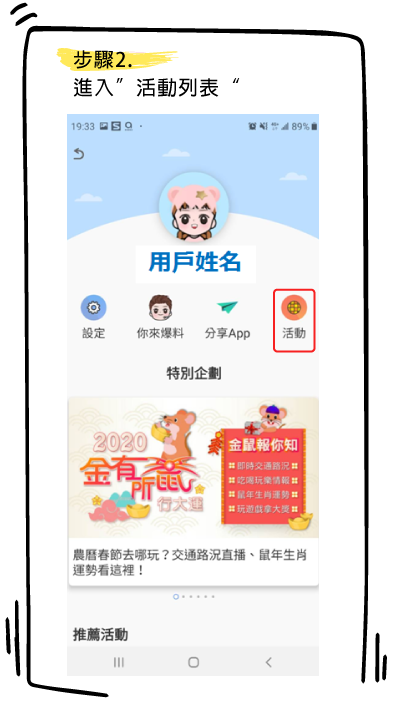 步驟2.
進入”活動列表“
19:33
89%
用戶姓名
設定
你來爆料
分享App
活動
特別企劃
2020
金有所鼠
行大運
金鼠報你知
即時交通路況
吃喝玩樂情報
鼠年生肖運勢
玩遊戲拿大獎
農曆春節去哪玩？交通路況直播、鼠年生肖
運勢看這裡！
推薦活動